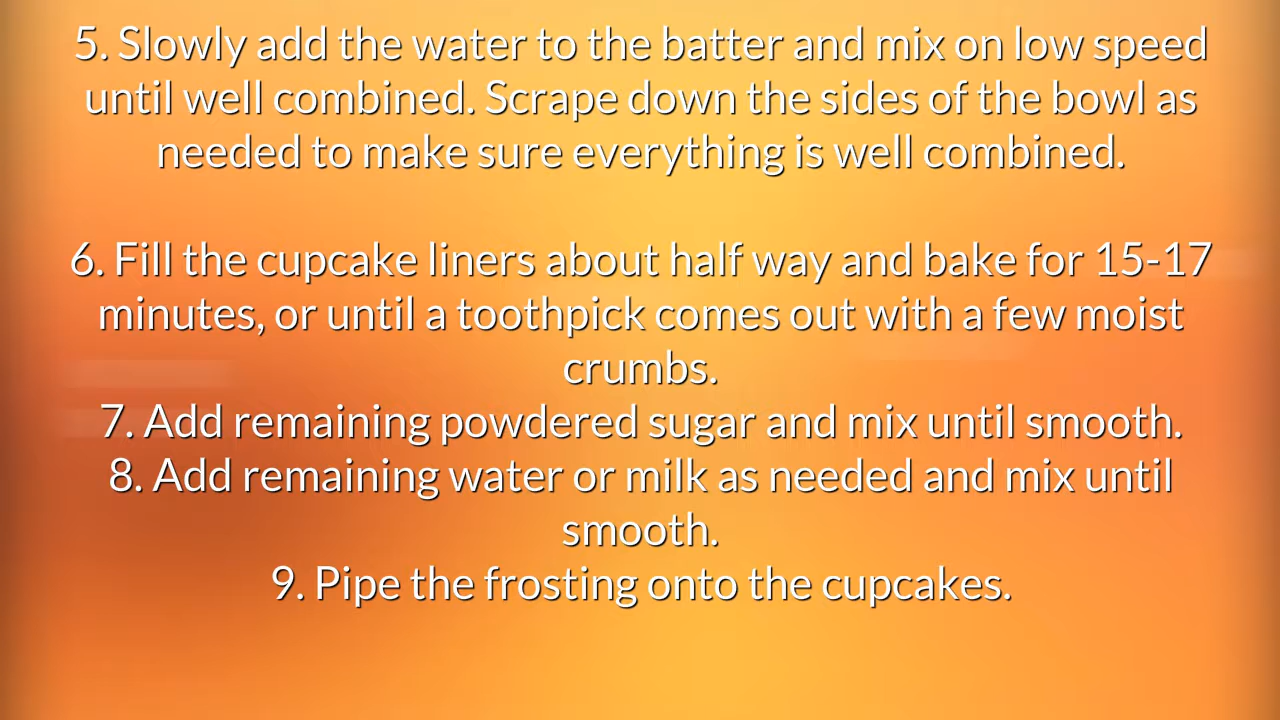 5. Slowly add the water to the batter and mix on low speed
until well combined. Scrape down the sides of the bowl as
needed to make sure everything is well combined.
6. Fill the cupcake liners about half way and bake for 15-17
minutes, or until a toothpick comes out with a few moist
crumbs.
7. Add remaining powdered sugar and mix until smooth.
8. Add remaining water or milk as needed and mix until
smooth.
9. Pipe the frosting onto the cupcakes.